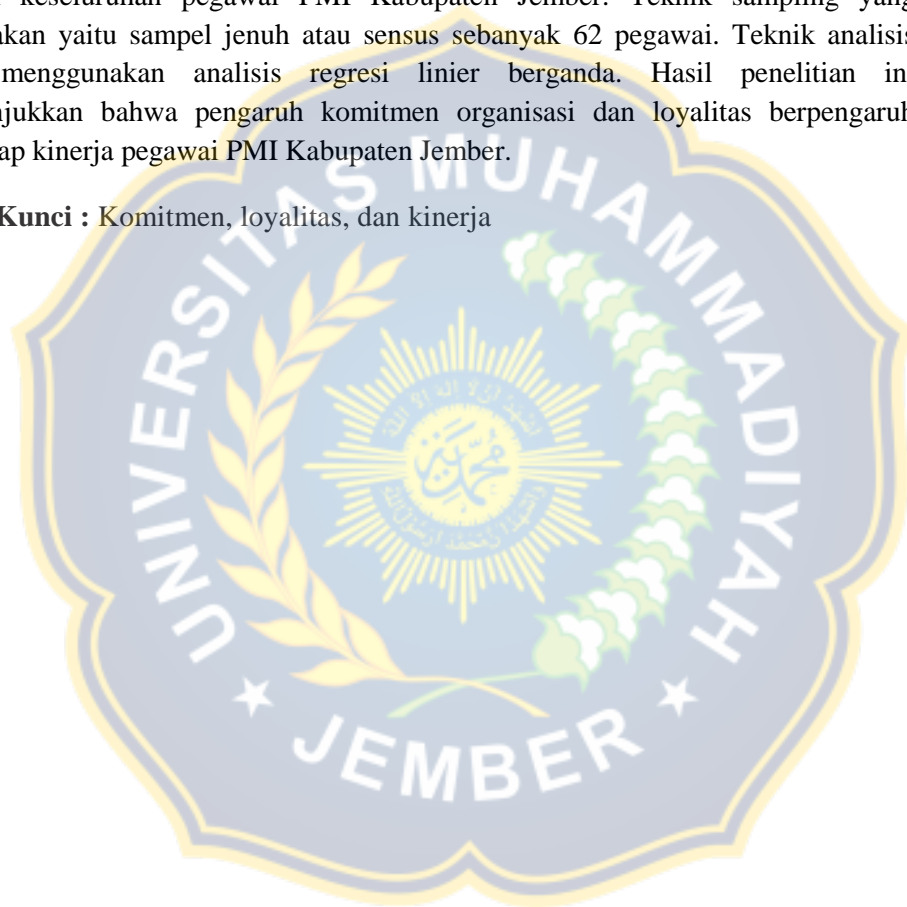 keseluruhan pegawai PMI Kabupaten Jember. Teknik sampling yang
akan yaitu sampel jenuh atau sensus sebanyak 62 pegawai. Teknik analisis
menggunakan analisis regresi linier berganda. Hasil penelitian in
jukkan bahwa pengaruh komitmen organisasi dan loyalitas berpengaruh
ap kinerja pegawai PMI Kabupaten Jember.
Kunci : Komitmen, loyalitas, dan kinerja
UNIVERSITAS MUHAMMADIYAH
JEMBER